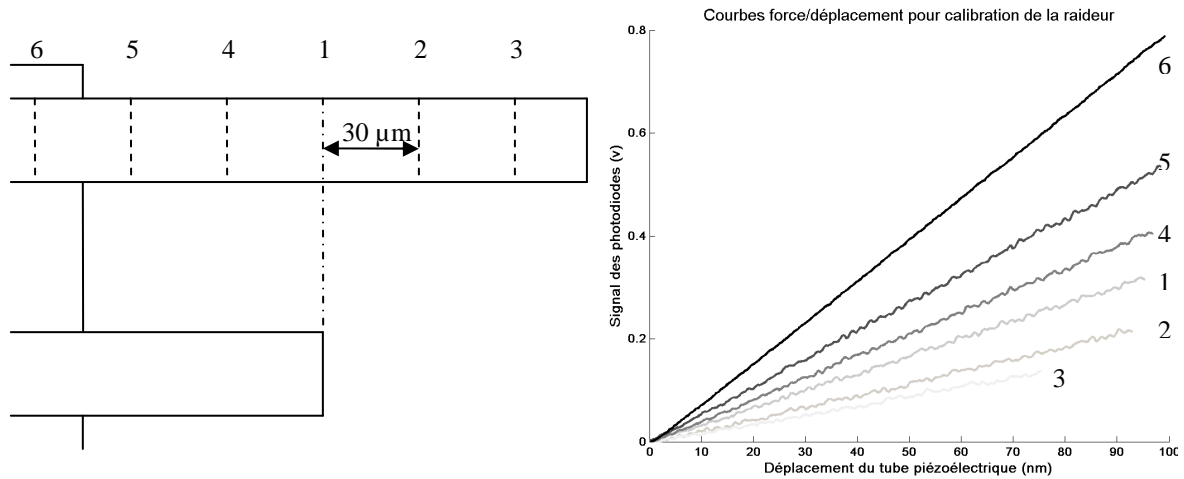 6 5 4 1 2 3
30 µm
Courbes force/déplacement pour calibration de la raideur
Signal des photodiodes (v)
0.8
0.6
0.4
0.2
0
0 10 20 30 40 50 60 70 80 90 100
Déplacement du tube piézoélectrique (nm)
6
5
4
1
2
3